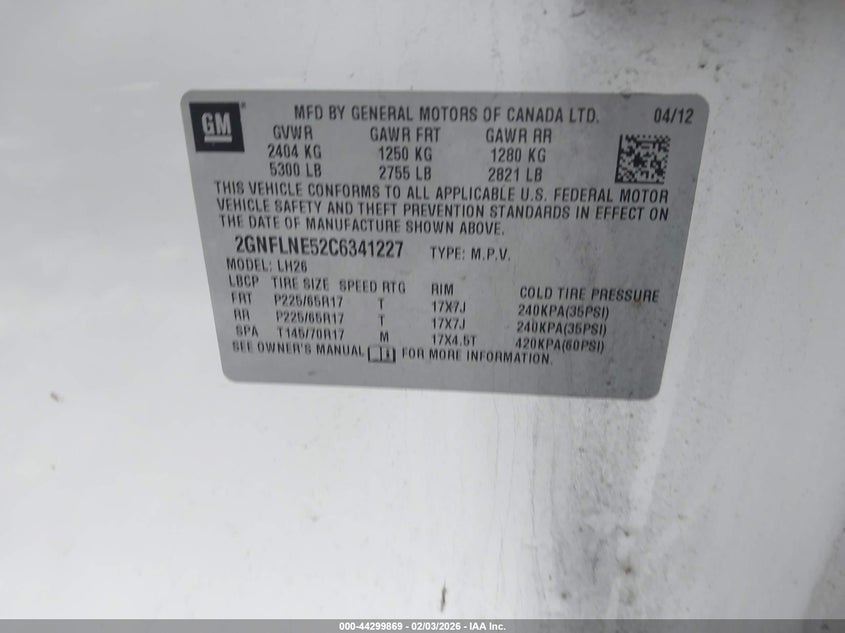 GM
MFD BY GENERAL MOTORS OF CANADA LTD. 04/12
GVWR GAWR FRT GAWR RR
2404 KG 1250 KG 1280 KG
5300 LB 2755 LB 2821 LB
THIS VEHICLE CONFORMS TO ALL APPLICABLE U.S. FEDERAL MOTOR
VEHICLE SAFETY AND THEFT PREVENTION STANDARDS IN EFFECT ON
THE DATE OF MANUFACTURE SHOWN ABOVE.
2GNFLNE52C6341227 TYPE: M.P.V.
MODEL: LH26
LBCP TIRE SIZE SPEED RTG RIM COLD TIRE PRESSURE
FRT P225/65R17 T 17X7J 240KPA(35PSI)
RR P225/65R17 T 17X7J 240KPA(35PSI)
SPA T145/70R17 M 17X4.5T 420KPA(60PSI)
SEE OWNER'S MANUAL FOR MORE INFORMATION.
000-44299869 | 02/03/2026 | IAA Inc.